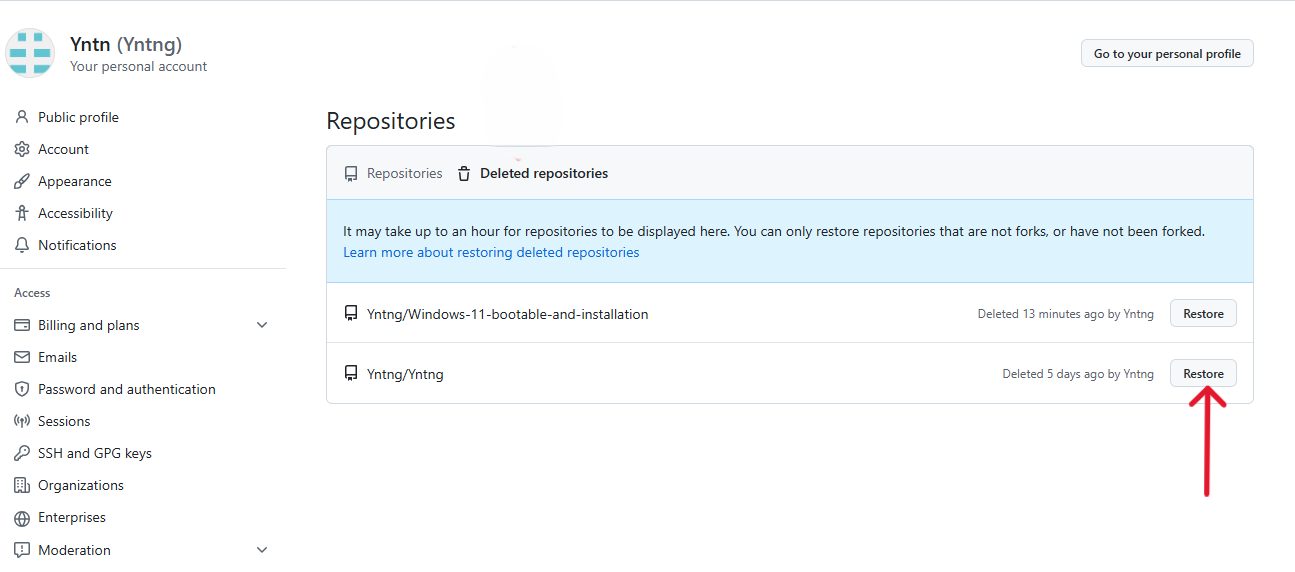 Yntn (Yntng)
Your personal account
Go to your personal profile
Public profile
Account
Appearance
Accessibility
Notifications
Access
Billing and plans
Emails
Password and authentication
Sessions
SSH and GPG keys
Organizations
Enterprises
Moderation
Repositories
Repositories Deleted repositories
It may take up to an hour for repositories to be displayed here. You can only restore repositories that are not forks, or have not been forked.
Learn more about restoring deleted repositories
Yntng/Windows-11-bootable-and-installation Deleted 13 minutes ago by Yntng Restore
Yntng/Yntng Deleted 5 days ago by Yntng Restore